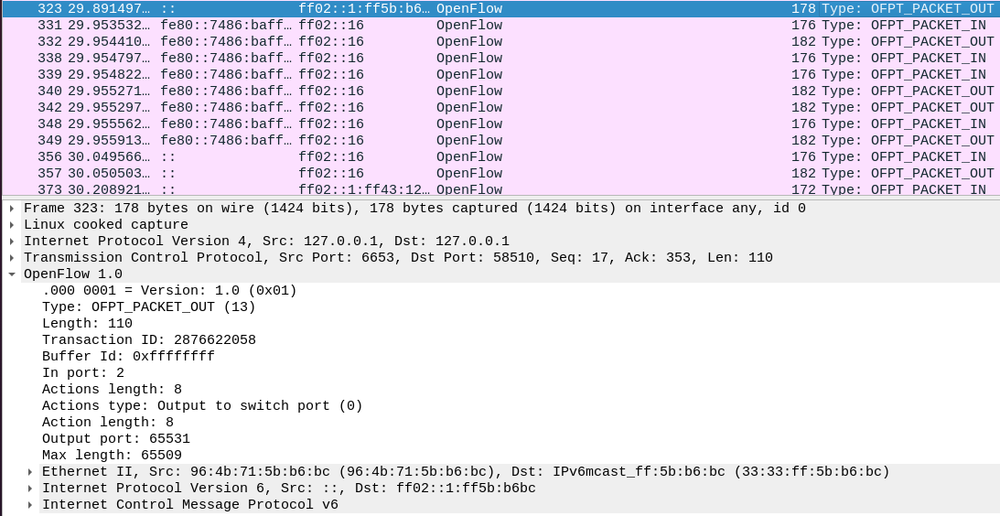 323 29.891497… :: ff02::1:ff5b:b6… OpenFlow 178 Type: OFPT_PACKET_OUT
331 29.953532… fe80::7486:baff… ff02::16 OpenFlow 176 Type: OFPT_PACKET_IN
332 29.954410… fe80::7486:baff… ff02::16 OpenFlow 182 Type: OFPT_PACKET_OUT
338 29.954797… fe80::7486:baff… ff02::16 OpenFlow 176 Type: OFPT_PACKET_IN
339 29.954822… fe80::7486:baff… ff02::16 OpenFlow 176 Type: OFPT_PACKET_IN
340 29.955271… fe80::7486:baff… ff02::16 OpenFlow 182 Type: OFPT_PACKET_OUT
342 29.955297… fe80::7486:baff… ff02::16 OpenFlow 182 Type: OFPT_PACKET_OUT
348 29.955562… fe80::7486:baff… ff02::16 OpenFlow 176 Type: OFPT_PACKET_IN
349 29.955913… fe80::7486:baff… ff02::16 OpenFlow 182 Type: OFPT_PACKET_OUT
356 30.049566… :: ff02::16 OpenFlow 176 Type: OFPT_PACKET_IN
357 30.050503… :: ff02::16 OpenFlow 182 Type: OFPT_PACKET_OUT
373 30.208921… :: ff02::1:ff43:12… OpenFlow 172 Type: OFPT_PACKET_IN
Frame 323: 178 bytes on wire (1424 bits), 178 bytes captured (1424 bits) on interface any, id 0
Linux cooked capture
Internet Protocol Version 4, Src: 127.0.0.1, Dst: 127.0.0.1
Transmission Control Protocol, Src Port: 6653, Dst Port: 58510, Seq: 17, Ack: 353, Len: 110
OpenFlow 1.0
.000 0001 = Version: 1.0 (0x01)
Type: OFPT_PACKET_OUT (13)
Length: 110
Transaction ID: 2876622058
Buffer Id: 0xffffffff
In port: 2
Actions length: 8
Actions type: Output to switch port (0)
Action length: 8
Output port: 65531
Max length: 65509
Ethernet II, Src: 96:4b:71:5b:b6:bc (96:4b:71:5b:b6:bc), Dst: IPv6mcast_ff:5b:b6:bc (33:33:ff:5b:b6:bc)
Internet Protocol Version 6, Src: ::, Dst: ff02::1:ff5b:b6bc
Internet Control Message Protocol v6